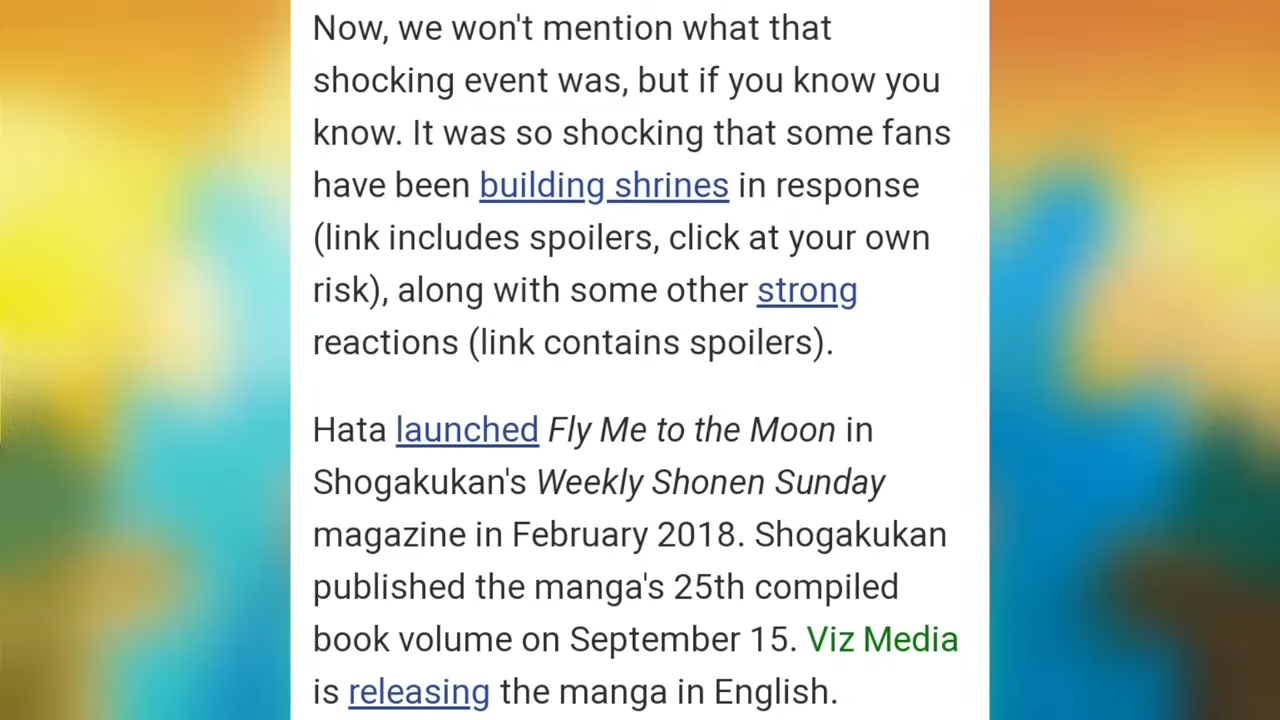 Now, we won't mention what that
shocking event was, but if you know you
know. It was so shocking that some fans
have been building shrines in response
(link includes spoilers, click at your own
risk), along with some other strong
reactions (link contains spoilers).
Hata launched Fly Me to the Moon in
Shogakukan's Weekly Shonen Sunday
magazine in February 2018. Shogakukan
published the manga's 25th compiled
book volume on September 15. Viz Media
is releasing the manga in English.